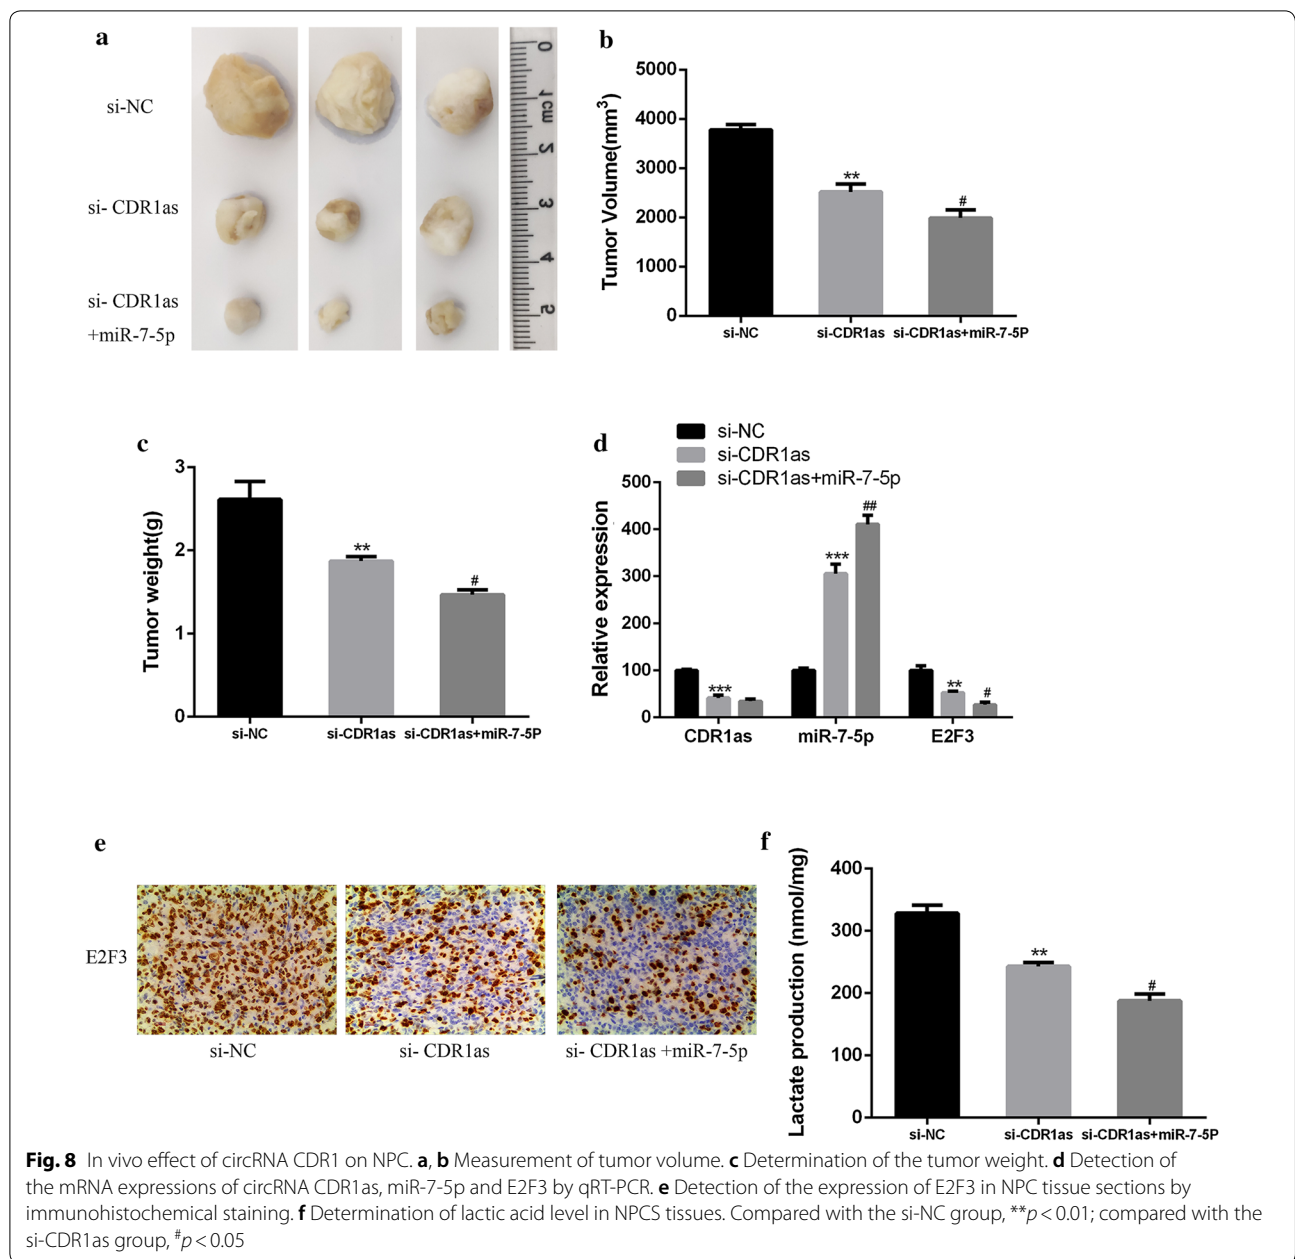 a
si-NC
si- CDR1as
si- CDR1as
+miR-7-5p
0
1cm
2
3
4
5
b
Tumor Volume(mm³)
5000
4000
3000
2000
1000
0
**
#
si-NC
si-CDR1as
si-CDR1as+miR-7-5P
c
Tumor weight(g)
3
2
1
0
**
#
si-NC
si-CDR1as
si-CDR1as+miR-7-5P
d
si-NC
si-CDR1as
si-CDR1as+miR-7-5p
Relative expression
500
400
300
200
100
0
***
***
##
**
#
CDR1as
miR-7-5p
E2F3
e
E2F3
si-NC
si- CDR1as
si- CDR1as +miR-7-5p
f
Lactate production (nmol/mg)
400
300
200
100
0
**
#
si-NC
si-CDR1as
si-CDR1as+miR-7-5P
Fig. 8 In vivo effect of circRNA CDR1 on NPC. a, b Measurement of tumor volume. c Determination of the tumor weight. d Detection of
the mRNA expressions of circRNA CDR1as, miR-7-5p and E2F3 by qRT-PCR. e Detection of the expression of E2F3 in NPC tissue sections by
immunohistochemical staining. f Determination of lactic acid level in NPCS tissues. Compared with the si-NC group, **p < 0.01; compared with the
si-CDR1as group, #p < 0.05